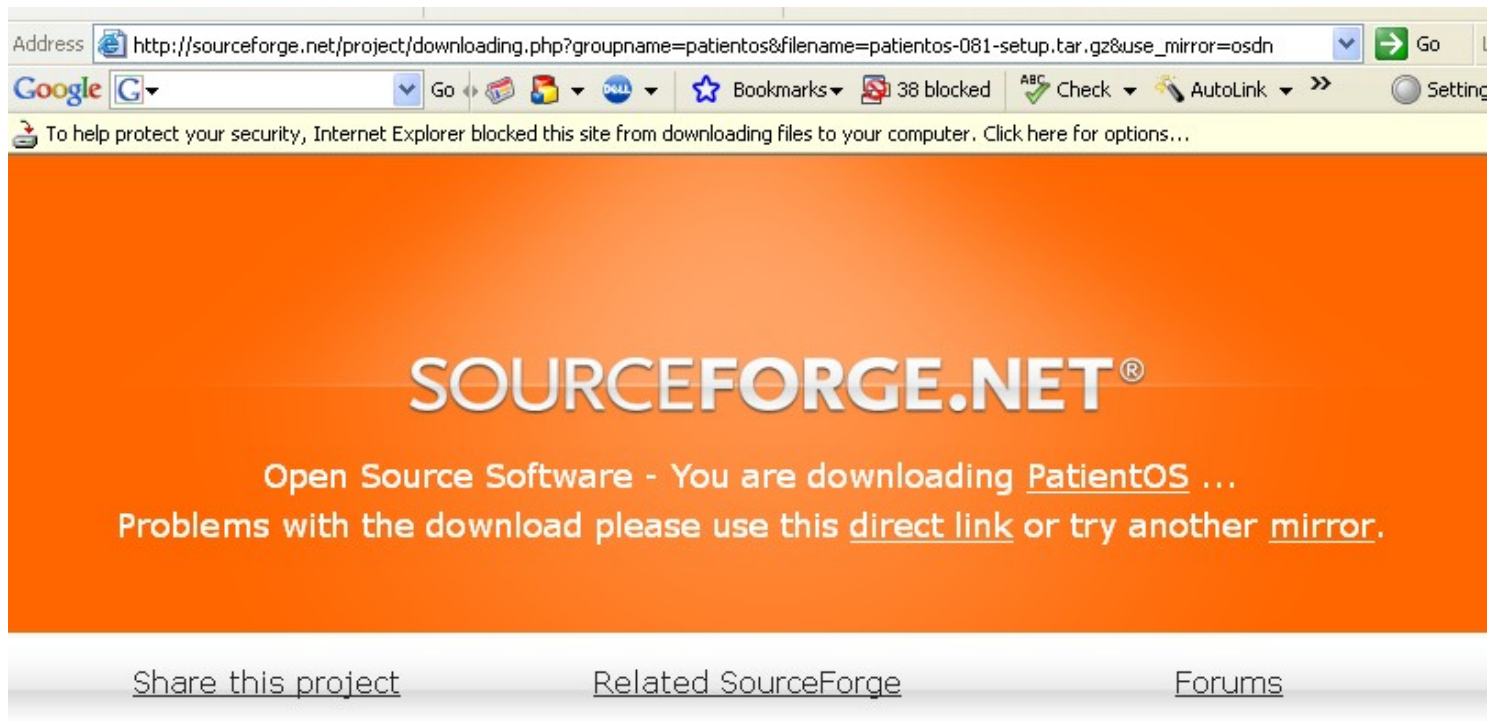 Address http://sourceforge.net/project/downloading.php?groupname=patientos&filename=patientos-081-setup.tar.gz&use_mirror=osdn Go
Google G Go DELL Bookmarks 38 blocked ABC Check AutoLink » Setting
To help protect your security, Internet Explorer blocked this site from downloading files to your computer. Click here for options...
SOURCEFORGE.NET®
Open Source Software - You are downloading PatientOS ...
Problems with the download please use this direct link or try another mirror.
Share this project Related SourceForge Forums